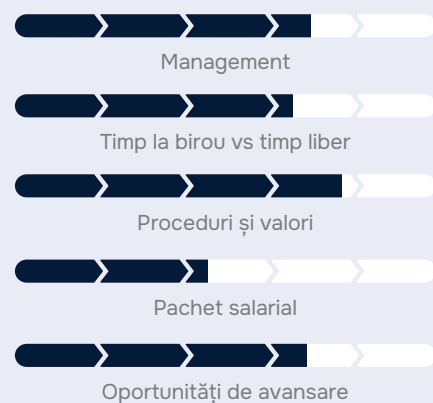 Management
Timp la birou vs timp liber
Proceduri și valori
Pachet salarial
Oportunități de avansare